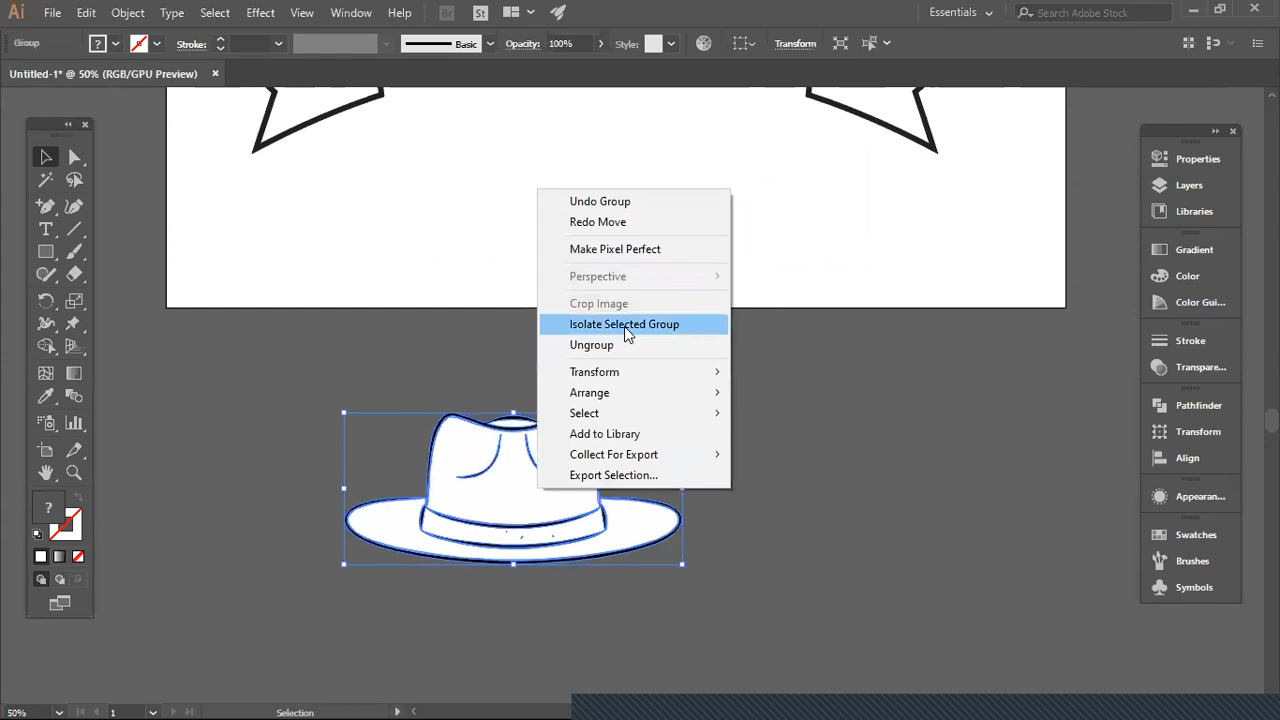 Ai File Edit Object Type Select Effect View Window Help Br St Essentials Search Adobe Stock
Group ? Stroke: Basic Opacity: 100% Style: Transform
Untitled-1* @ 50% (RGB/GPU Preview)
Undo Group
Redo Move
Make Pixel Perfect
Perspective
Crop Image
Isolate Selected Group
Ungroup
Transform
Arrange
Select
Add to Library
Collect For Export
Export Selection...
Properties
Layers
Libraries
Gradient
Color
Color Gui...
Stroke
Transpare...
Pathfinder
Transform
Align
Appearan...
Swatches
Brushes
Symbols
?
50% 1 Selection